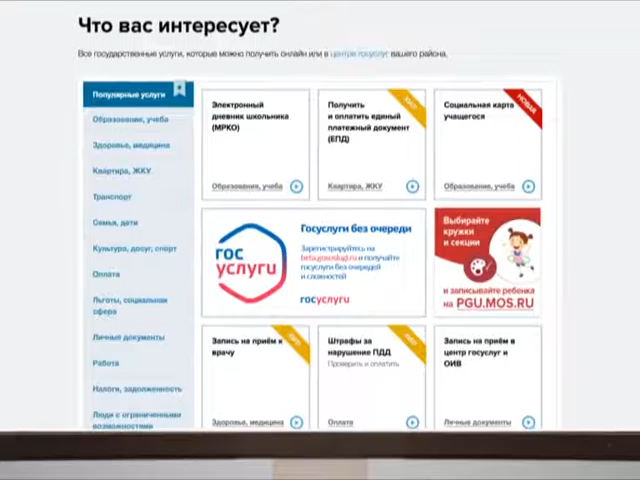 Что вас интересует?
Все государственные услуги, которые можно получить онлайн или в центре госуслуг вашего района.
Популярные услуги
Образование, учеба
Здоровье, медицина
Квартира, ЖКУ
Транспорт
Семья, дети
Культура, досуг, спорт
Оплата
Льготы, социальная
сфера
Личные документы
Работа
Налоги, задолженность
Люди с ограниченными
возможностями
Электронный
дневник школьника
(МРКО)
Образование, учеба
Получить
и оплатить единый
платежный документ
(ЕПД)
ХИТ!
Квартира, ЖКУ
Социальная карта
учащегося
НОВАЯ
Образование, учеба
гос
услуги
Госуслуги без очереди
Зарегистрируйтесь на
beta.gosuslugi.ru и получайте
госуслуги без очередей
и сложностей
госуслуги
Выбирайте
кружки
и секции
и записывайте ребенка
на PGU.MOS.RU
Запись на приём к
врачу
ХИТ!
Здоровье, медицина
Штрафы за
нарушение ПДД
Проверить и оплатить
ХИТ!
Оплата
Запись на приём в
центр госуслуг и
ОИВ
Личные документы